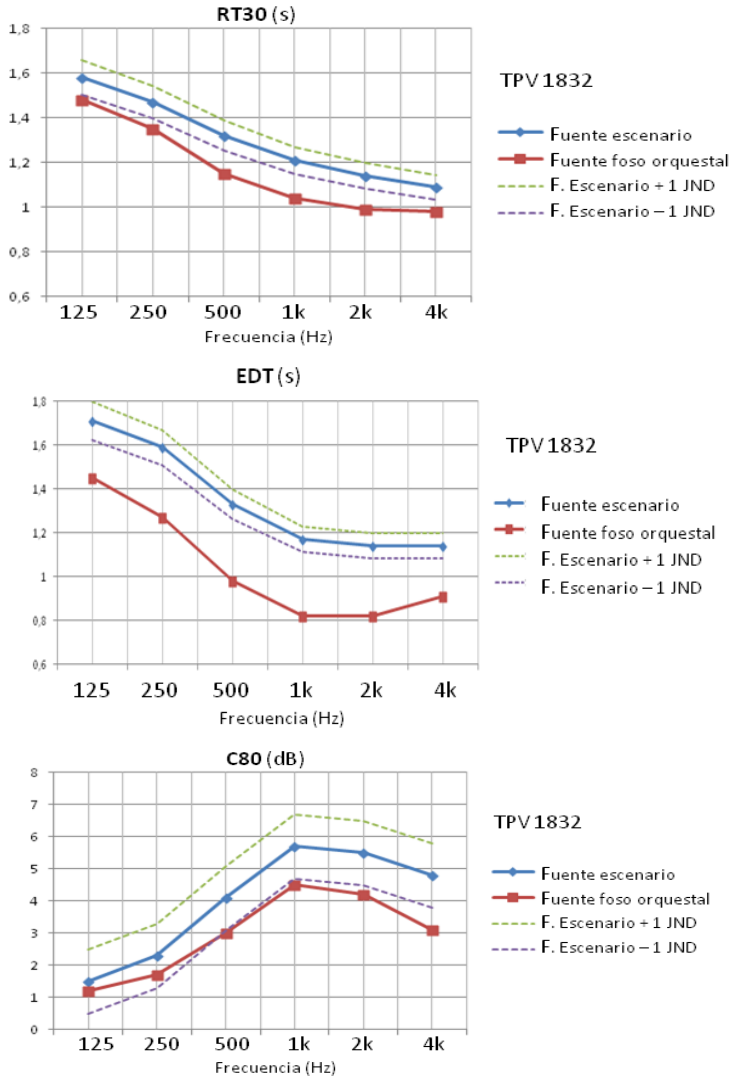 RT30 (s)
1,8
1,6
1,4
1,2
1
0,8
0,6
125 250 500 1k 2k 4k
Frecuencia (Hz)
TPV 1832
Fuente escenario
Fuente foso orquestal
F. Escenario + 1 JND
F. Escenario – 1 JND
EDT (s)
1,8
1,6
1,4
1,2
1
0,8
0,6
125 250 500 1k 2k 4k
Frecuencia (Hz)
TPV 1832
Fuente escenario
Fuente foso orquestal
F. Escenario + 1 JND
F. Escenario – 1 JND
C80 (dB)
8
7
6
5
4
3
2
1
0
125 250 500 1k 2k 4k
Frecuencia (Hz)
TPV 1832
Fuente escenario
Fuente foso orquestal
F. Escenario + 1 JND
F. Escenario – 1 JND